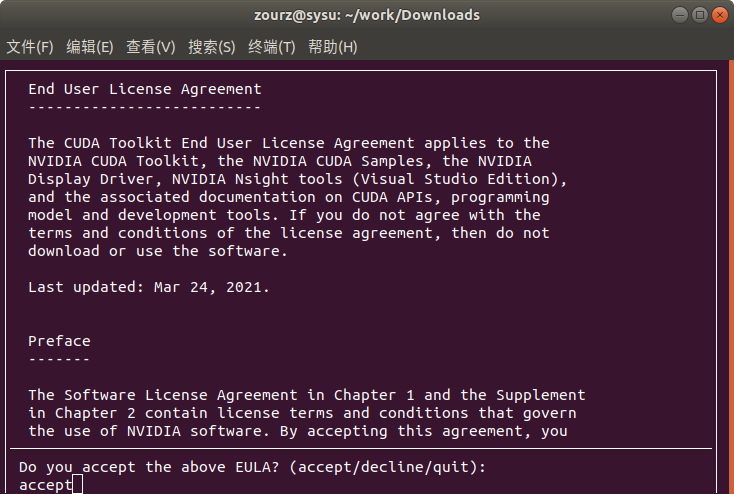 zourz@sysu: ~/work/Downloads
文件(F) 编辑(E) 查看(V) 搜索(S) 终端(T) 帮助(H)
End User License Agreement
--------------------------
The CUDA Toolkit End User License Agreement applies to the
NVIDIA CUDA Toolkit, the NVIDIA CUDA Samples, the NVIDIA
Display Driver, NVIDIA Nsight tools (Visual Studio Edition),
and the associated documentation on CUDA APIs, programming
model and development tools. If you do not agree with the
terms and conditions of the license agreement, then do not
download or use the software.
Last updated: Mar 24, 2021.
Preface
-------
The Software License Agreement in Chapter 1 and the Supplement
in Chapter 2 contain license terms and conditions that govern
the use of NVIDIA software. By accepting this agreement, you
Do you accept the above EULA? (accept/decline/quit):
accept